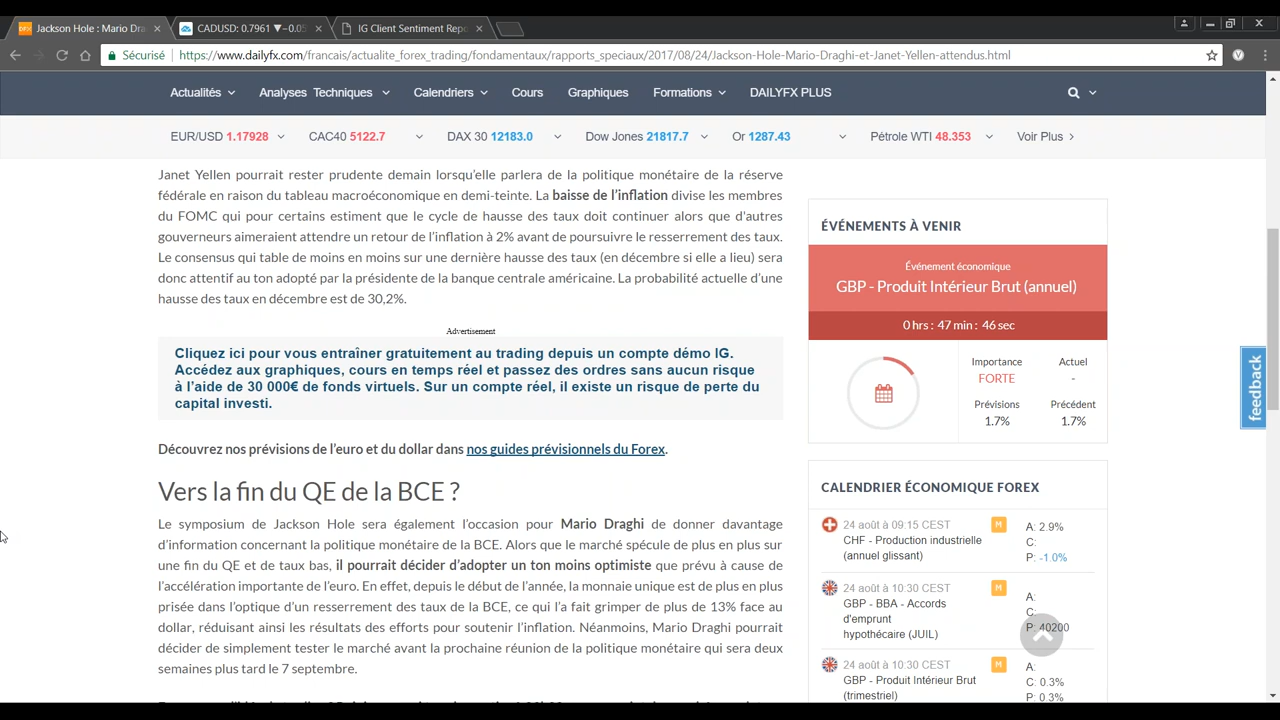 Jackson Hole : Mario Dra
CADUSD: 0.7961 ▼−0.05
IG Client Sentiment Repo
V
Sécurisé
https://www.dailyfx.com/francais/actualite_forex_trading/fondamentaux/rapports_speciaux/2017/08/24/Jackson-Hole-Mario-Draghi-et-Janet-Yellen-attendus.html
Actualités
Analyses Techniques
Calendriers
Cours
Graphiques
Formations
DAILYFX PLUS
EUR/USD 1.17928
CAC40 5122.7
DAX 30 12183.0
Dow Jones 21817.7
Or 1287.43
Pétrole WTI 48.353
Voir Plus
Janet Yellen pourrait rester prudente demain lorsqu'elle parlera de la politique monétaire de la réserve
fédérale en raison du tableau macroéconomique en demi-teinte. La baisse de l'inflation divise les membres
du FOMC qui pour certains estiment que le cycle de hausse des taux doit continuer alors que d'autres
gouverneurs aimeraient attendre un retour de l'inflation à 2% avant de poursuivre le resserrement des taux.
Le consensus qui table de moins en moins sur une dernière hausse des taux (en décembre si elle a lieu) sera
donc attentif au ton adopté par la présidente de la banque centrale américaine. La probabilité actuelle d'une
hausse des taux en décembre est de 30,2%.
Advertisement
Cliquez ici pour vous entraîner gratuitement au trading depuis un compte démo IG.
Accédez aux graphiques, cours en temps réel et passez des ordres sans aucun risque
à l'aide de 30 000€ de fonds virtuels. Sur un compte réel, il existe un risque de perte du
capital investi.
Découvrez nos prévisions de l'euro et du dollar dans nos guides prévisionnels du Forex.
Vers la fin du QE de la BCE ?
Le symposium de Jackson Hole sera également l'occasion pour Mario Draghi de donner davantage
d'information concernant la politique monétaire de la BCE. Alors que le marché spécule de plus en plus sur
une fin du QE et de taux bas, il pourrait décider d'adopter un ton moins optimiste que prévu à cause de
l'accélération importante de l'euro. En effet, depuis le début de l'année, la monnaie unique est de plus en plus
prisée dans l'optique d'un resserrement des taux de la BCE, ce qui l'a fait grimper de plus de 13% face au
dollar, réduisant ainsi les résultats des efforts pour soutenir l'inflation. Néanmoins, Mario Draghi pourrait
décider de simplement tester le marché avant la prochaine réunion de la politique monétaire qui sera deux
semaines plus tard le 7 septembre.
ÉVÉNEMENTS À VENIR
Événement économique
GBP - Produit Intérieur Brut (annuel)
0 hrs : 47 min : 46 sec
Importance
FORTE
Actuel
-
Prévisions
1.7%
Précédent
1.7%
CALENDRIER ÉCONOMIQUE FOREX
24 août à 09:15 CEST
CHF - Production industrielle
(annuel glissant)
M
A: 2.9%
C:
P: -1.0%
24 août à 10:30 CEST
GBP - BBA - Accords
d'emprunt
hypothécaire (JUIL)
M
A:
C:
P: 40200
24 août à 10:30 CEST
GBP - Produit Intérieur Brut
(trimestriel)
M
A:
C: 0.3%
P: 0.3%
feedback